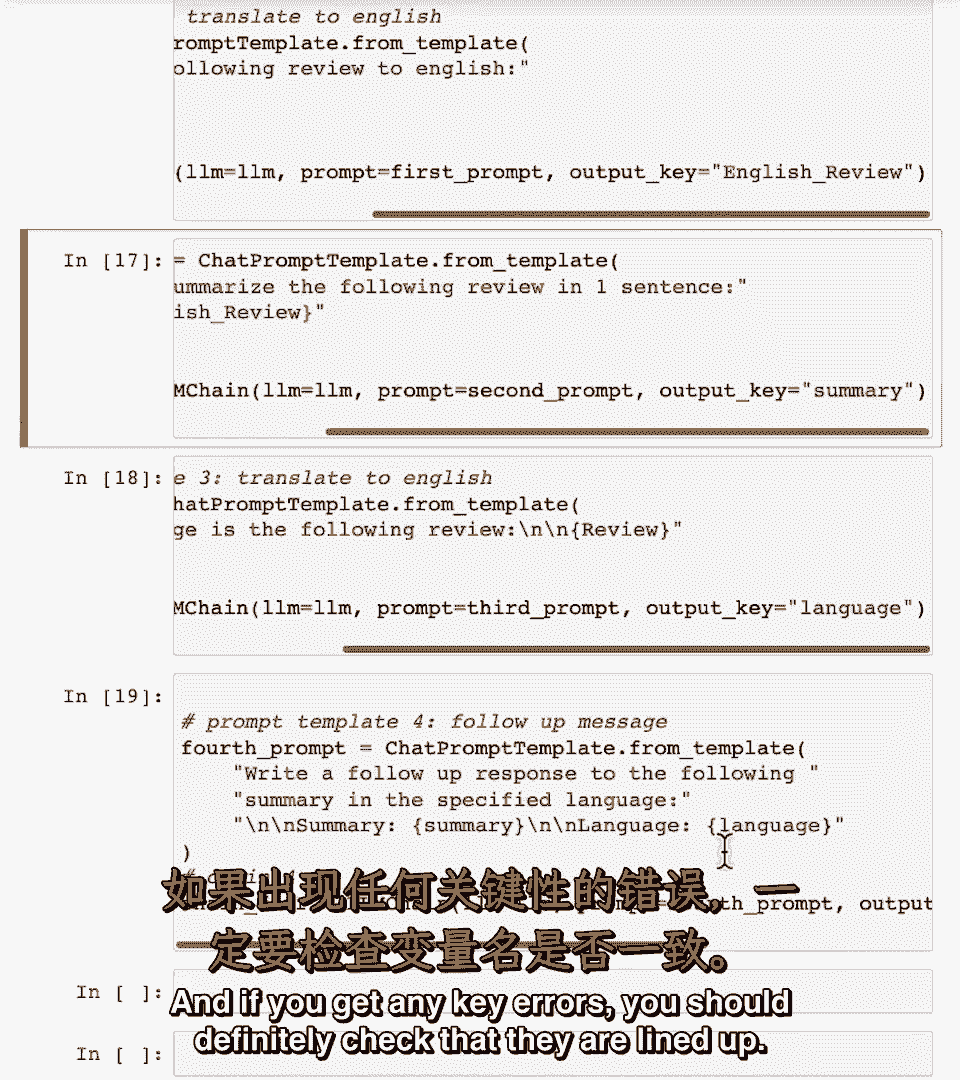 translate to english
romptTemplate.from_template(
ollowing review to english:"
(llm=llm, prompt=first_prompt, output_key="English_Review")
In [17]: = ChatPromptTemplate.from_template(
ummarize the following review in 1 sentence:"
ish_Review}"
MChain(llm=llm, prompt=second_prompt, output_key="summary")
In [18]: e 3: translate to english
hatPromptTemplate.from_template(
ge is the following review:\n\n{Review}"
MChain(llm=llm, prompt=third_prompt, output_key="language")
In [19]:
# prompt template 4: follow up message
fourth_prompt = ChatPromptTemplate.from_template(
"Write a follow up response to the following "
"summary in the specified language:"
"\n\nSummary: {summary}\n\nLanguage: {language}"
)
th_prompt, output
如果出现任何关键性的错误,一
定要检查变量名是否一致。
In [ ]:
And if you get any key errors, you should
definitely check that they are lined up.
In [ ]: